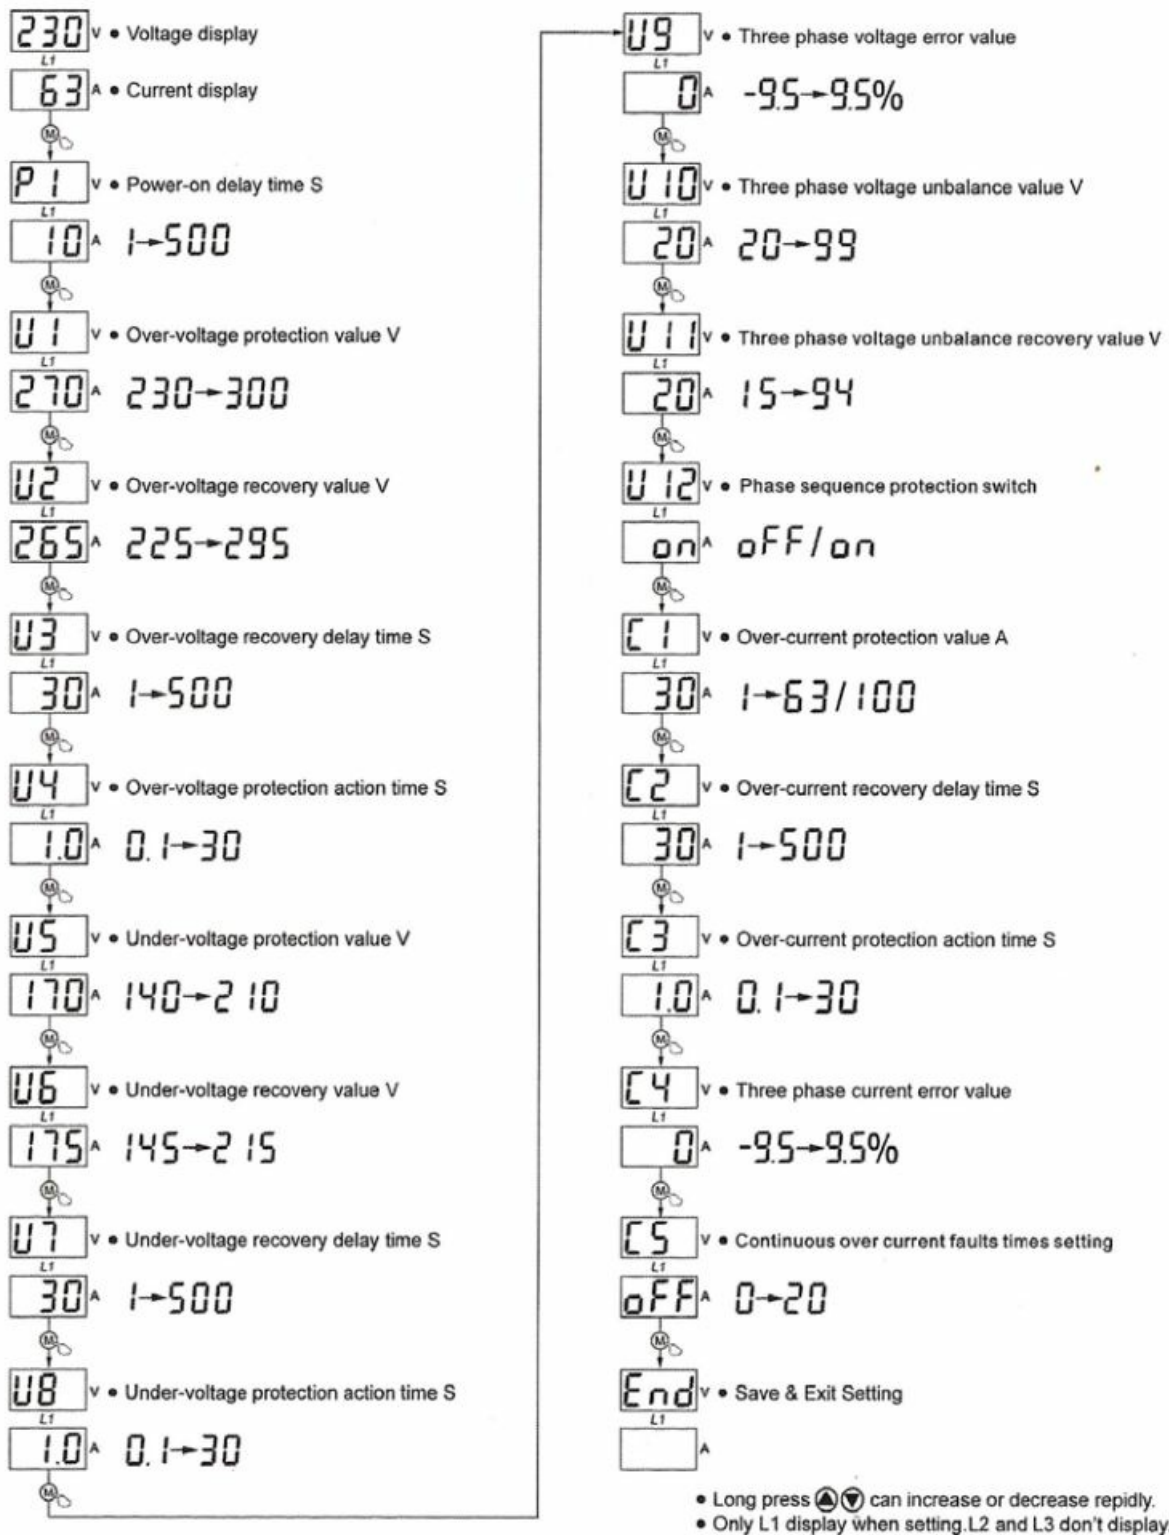 230 V • Voltage display
L1
63 A • Current display
M
P1 V • Power-on delay time S
L1
10 A 1→500
M
U1 V • Over-voltage protection value V
L1
270 A 230→300
M
U2 V • Over-voltage recovery value V
L1
265 A 225→295
M
U3 V • Over-voltage recovery delay time S
L1
30 A 1→500
M
U4 V • Over-voltage protection action time S
L1
1.0 A 0.1→30
M
U5 V • Under-voltage protection value V
L1
170 A 140→210
M
U6 V • Under-voltage recovery value V
L1
175 A 145→215
M
U7 V • Under-voltage recovery delay time S
L1
30 A 1→500
M
U8 V • Under-voltage protection action time S
L1
1.0 A 0.1→30
M
U9 V • Three phase voltage error value
L1
0 A -9.5→9.5%
M
U10 V • Three phase voltage unbalance value V
L1
20 A 20→99
M
U11 V • Three phase voltage unbalance recovery value V
L1
20 A 15→94
M
U12 V • Phase sequence protection switch
L1
on A oFF/on
M
C1 V • Over-current protection value A
L1
30 A 1→63/100
M
C2 V • Over-current recovery delay time S
L1
30 A 1→500
M
C3 V • Over-current protection action time S
L1
1.0 A 0.1→30
M
C4 V • Three phase current error value
L1
0 A -9.5→9.5%
M
C5 V • Continuous over current faults times setting
L1
oFF A 0→20
M
End V • Save & Exit Setting
L1
A
• Long press ▲ ▼ can increase or decrease repidly.
• Only L1 display when setting.L2 and L3 don't display